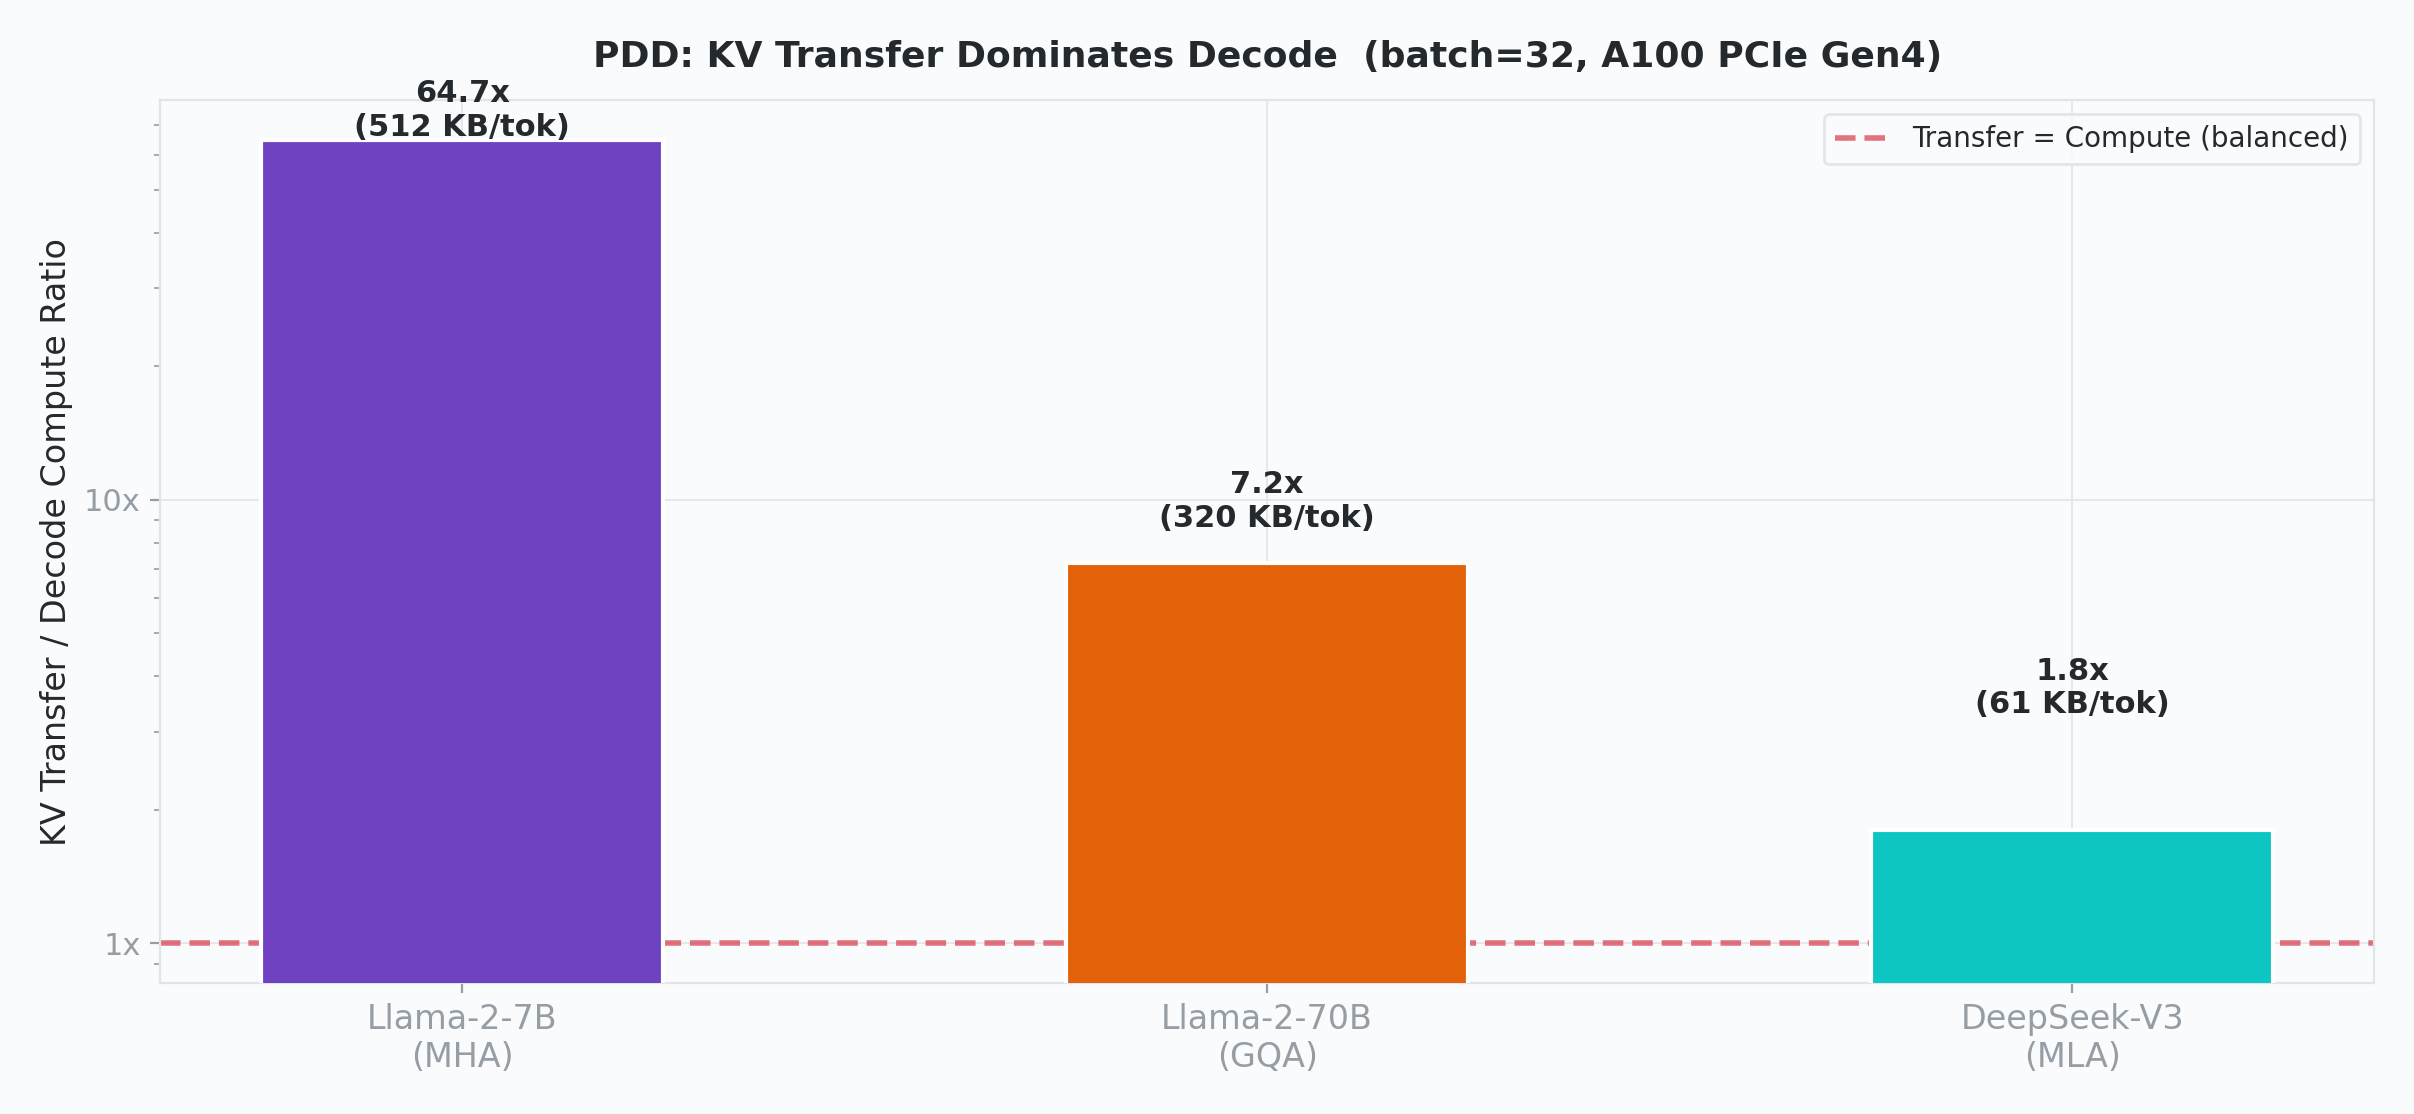 PDD: KV Transfer Dominates Decode (batch=32, A100 PCIe Gen4)
64.7x
(512 KB/tok)
Transfer = Compute (balanced)
KV Transfer / Decode Compute Ratio
10x
7.2x
(320 KB/tok)
1.8x
(61 KB/tok)
1x
Llama-2-7B
(MHA)
Llama-2-70B
(GQA)
DeepSeek-V3
(MLA)